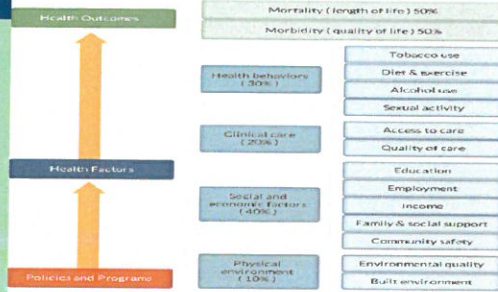 Health Outcomes
Mortality (length of life) 50%
Morbidity (quality of life) 50%
Health behaviors
(30%)
Tobacco use
Diet & exercise
Alcohol use
Sexual activity
Clinical care
(20%)
Access to care
Quality of care
Health Factors
Social and
economic factors
(40%)
Education
Employment
Income
Family & social support
Community safety
Policies and Programs
Physical
environment
(10%)
Environmental quality
Built environment